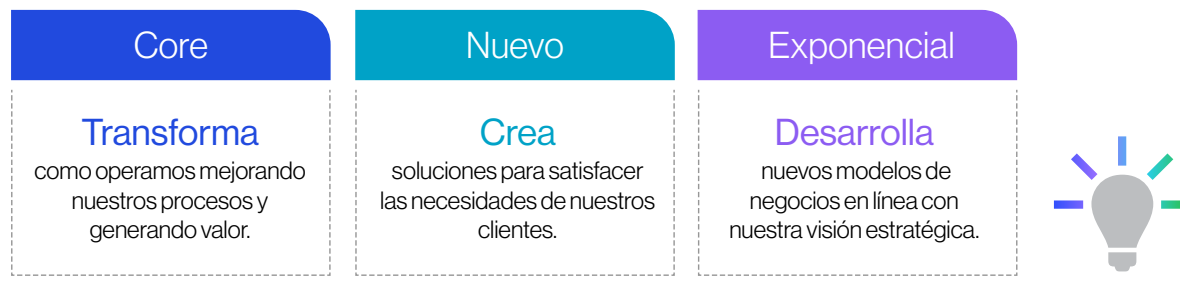 Core
Transforma
como operamos mejorando
nuestros procesos y
generando valor.
Nuevo
Crea
soluciones para satisfacer
las necesidades de nuestros
clientes.
Exponencial
Desarrolla
nuevos modelos de
negocios en línea con
nuestra visión estratégica.